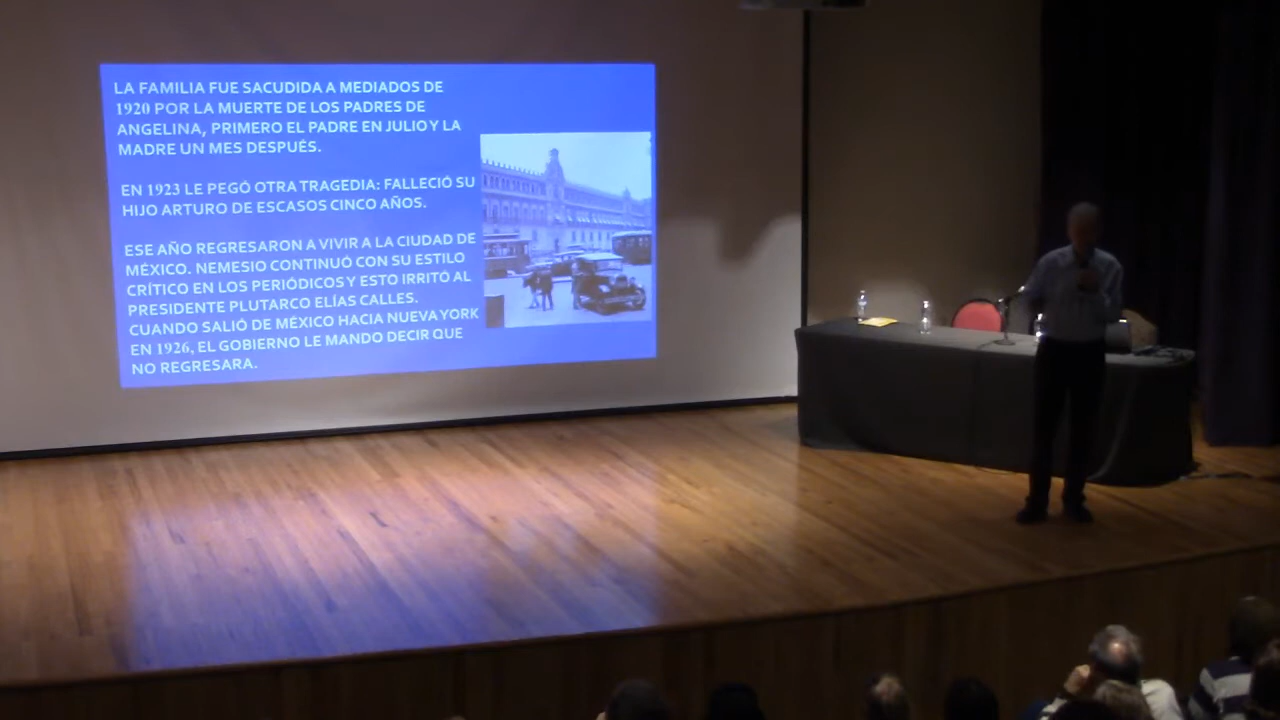 LA FAMILIA FUE SACUDIDA A MEDIADOS DE
1920 POR LA MUERTE DE LOS PADRES DE
ANGELINA, PRIMERO EL PADRE EN JULIO Y LA
MADRE UN MES DESPUÉS.
EN 1923 LE PEGÓ OTRA TRAGEDIA: FALLECIÓ SU
HIJO ARTURO DE ESCASOS CINCO AÑOS.
ESE AÑO REGRESARON A VIVIR A LA CIUDAD DE
MÉXICO. NEMESIO CONTINUÓ CON SU ESTILO
CRÍTICO EN LOS PERIÓDICOS Y ESTO IRRITÓ AL
PRESIDENTE PLUTARCO ELÍAS CALLES.
CUANDO SALIÓ DE MÉXICO HACIA NUEVA YORK
EN 1926, EL GOBIERNO LE MANDO DECIR QUE
NO REGRESARA.